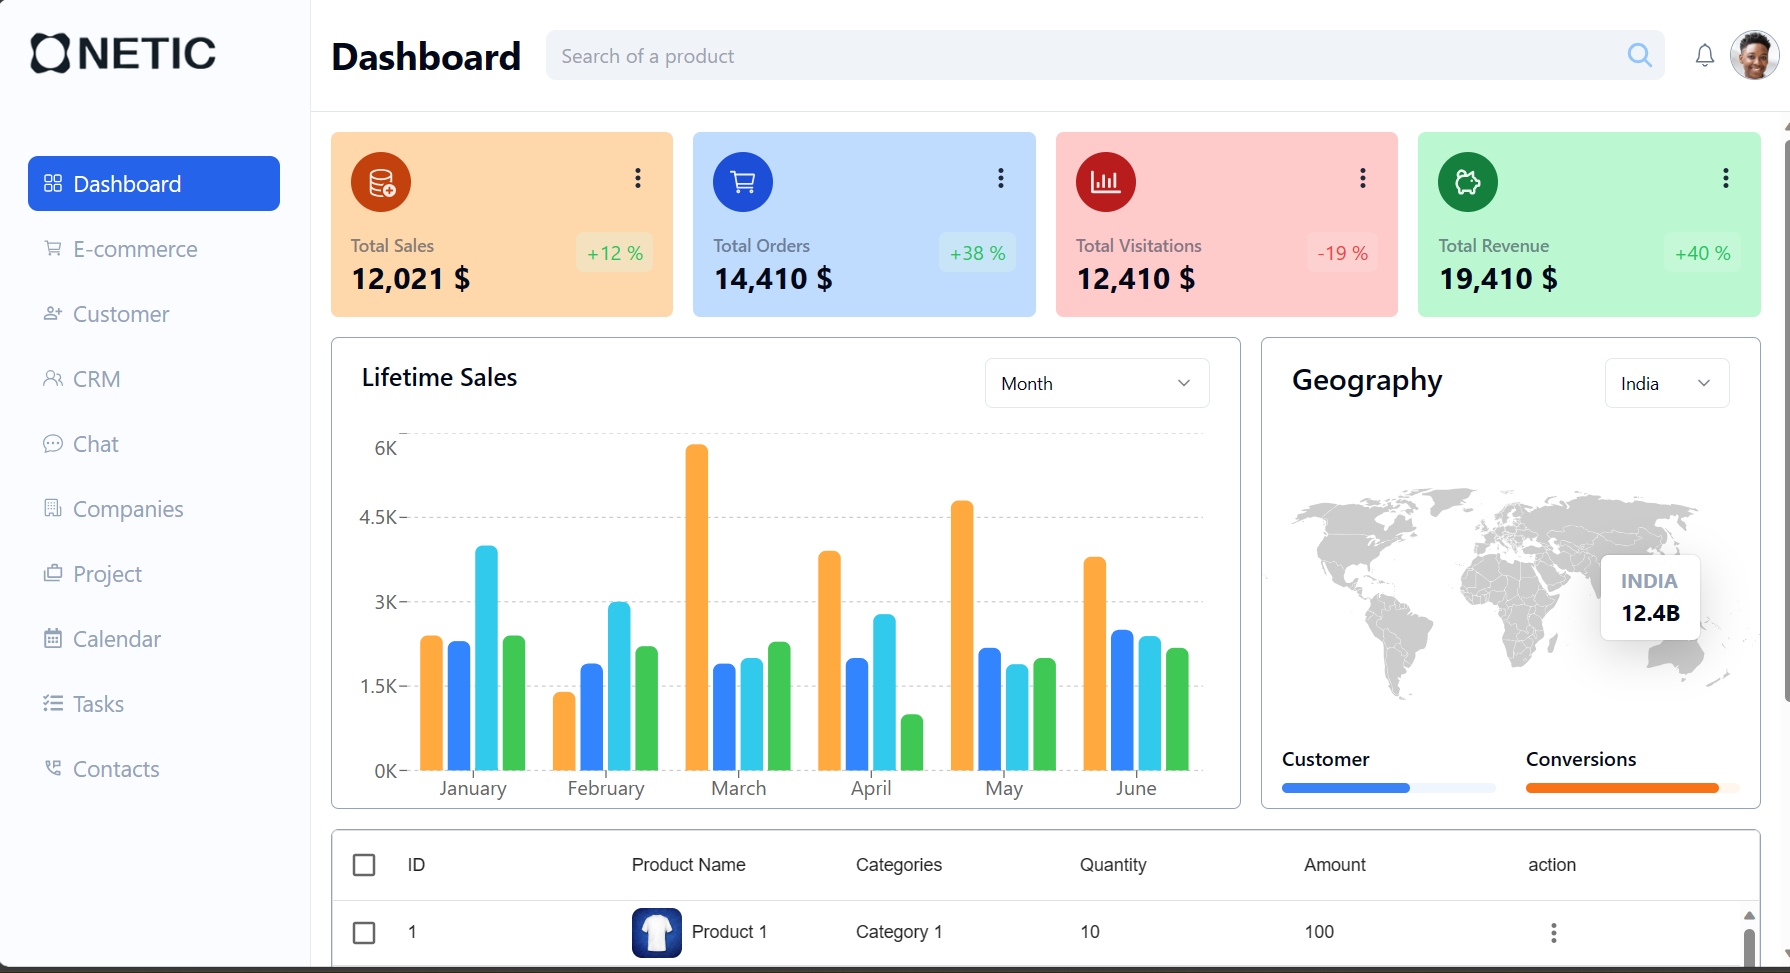 NETIC
Dashboard
E-commerce
Customer
CRM
Chat
Companies
Project
Calendar
Tasks
Contacts
Dashboard
Search of a product
Total Sales
12,021 $
+12 %
Total Orders
14,410 $
+38 %
Total Visitations
12,410 $
-19 %
Total Revenue
19,410 $
+40 %
Lifetime Sales
Month
6K
4.5K
3K
1.5K
0K
January February March April May June
Geography
India
INDIA
12.4B
Customer
Conversions
ID Product Name Categories Quantity Amount action
1 Product 1 Category 1 10 100